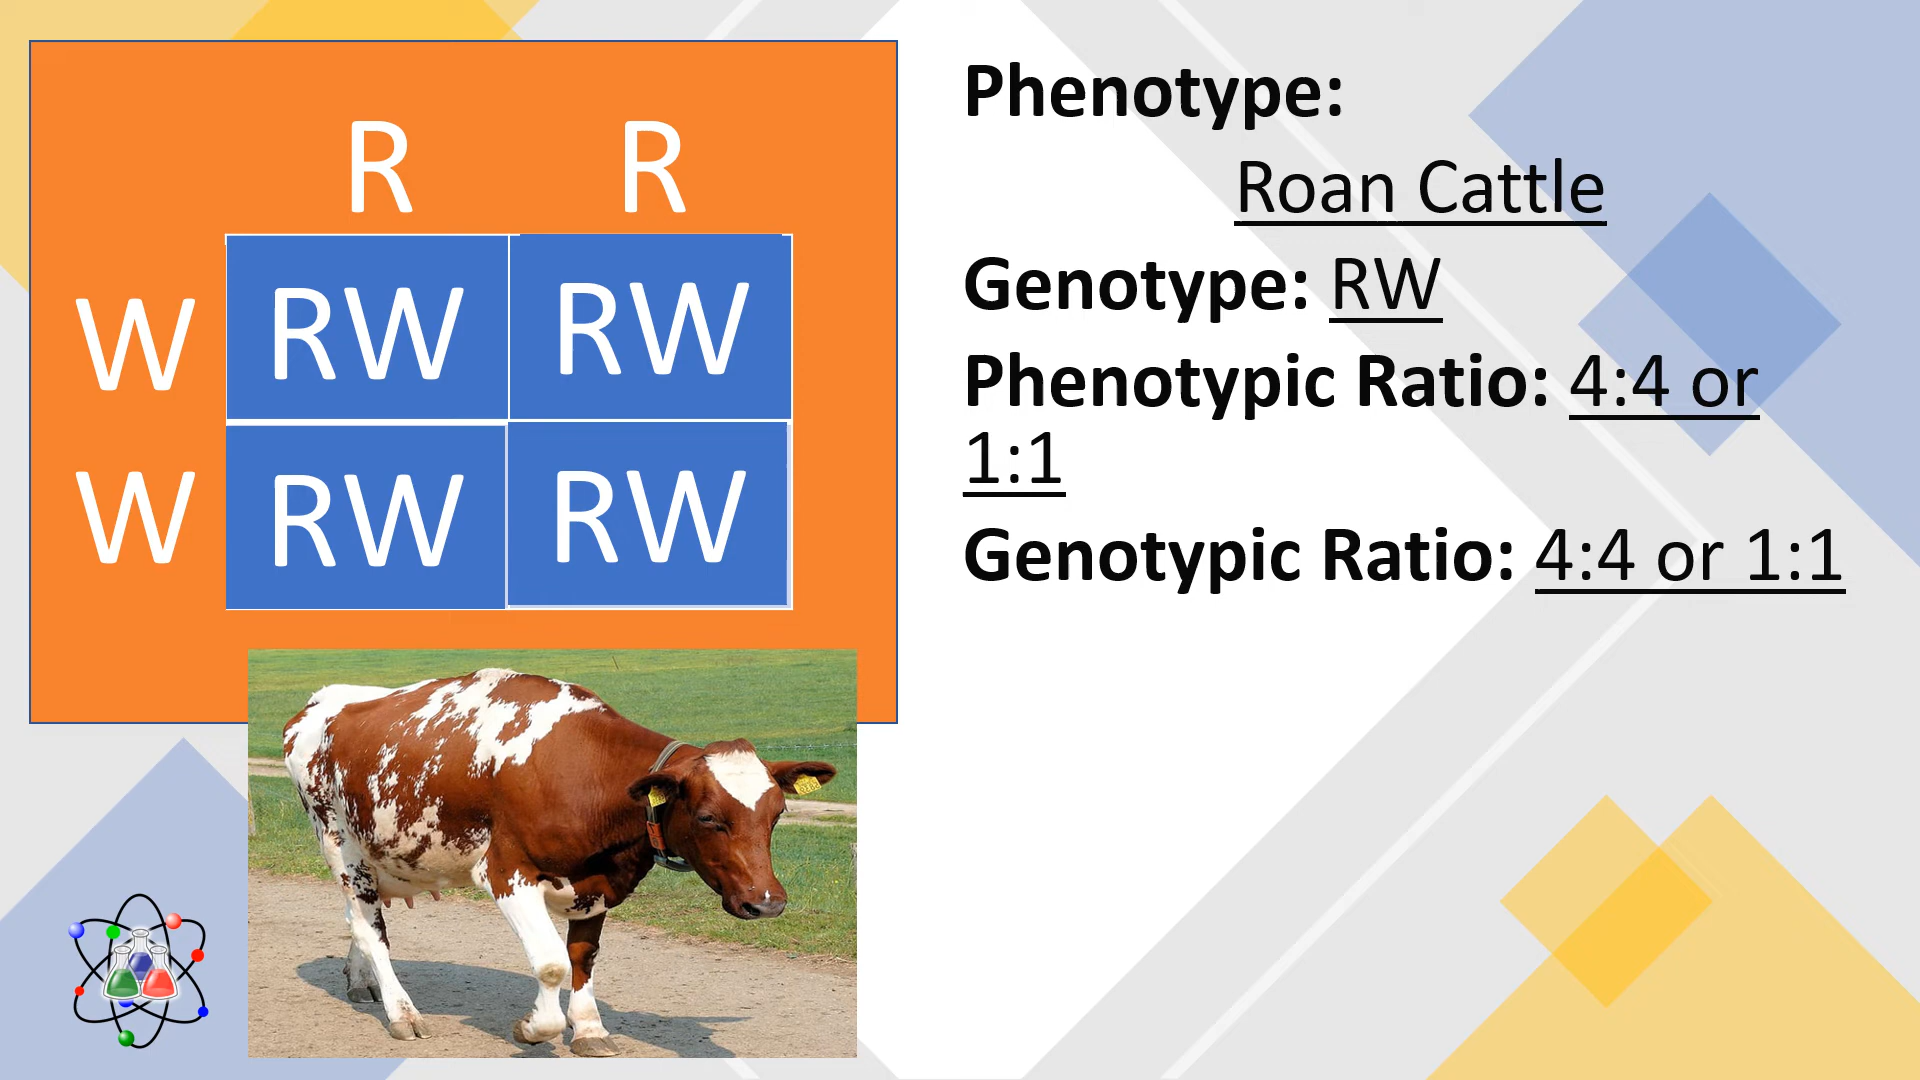 R R
W RW RW
W RW RW
Phenotype:
Roan Cattle
Genotype: RW
Phenotypic Ratio: 4:4 or
1:1
Genotypic Ratio: 4:4 or 1:1